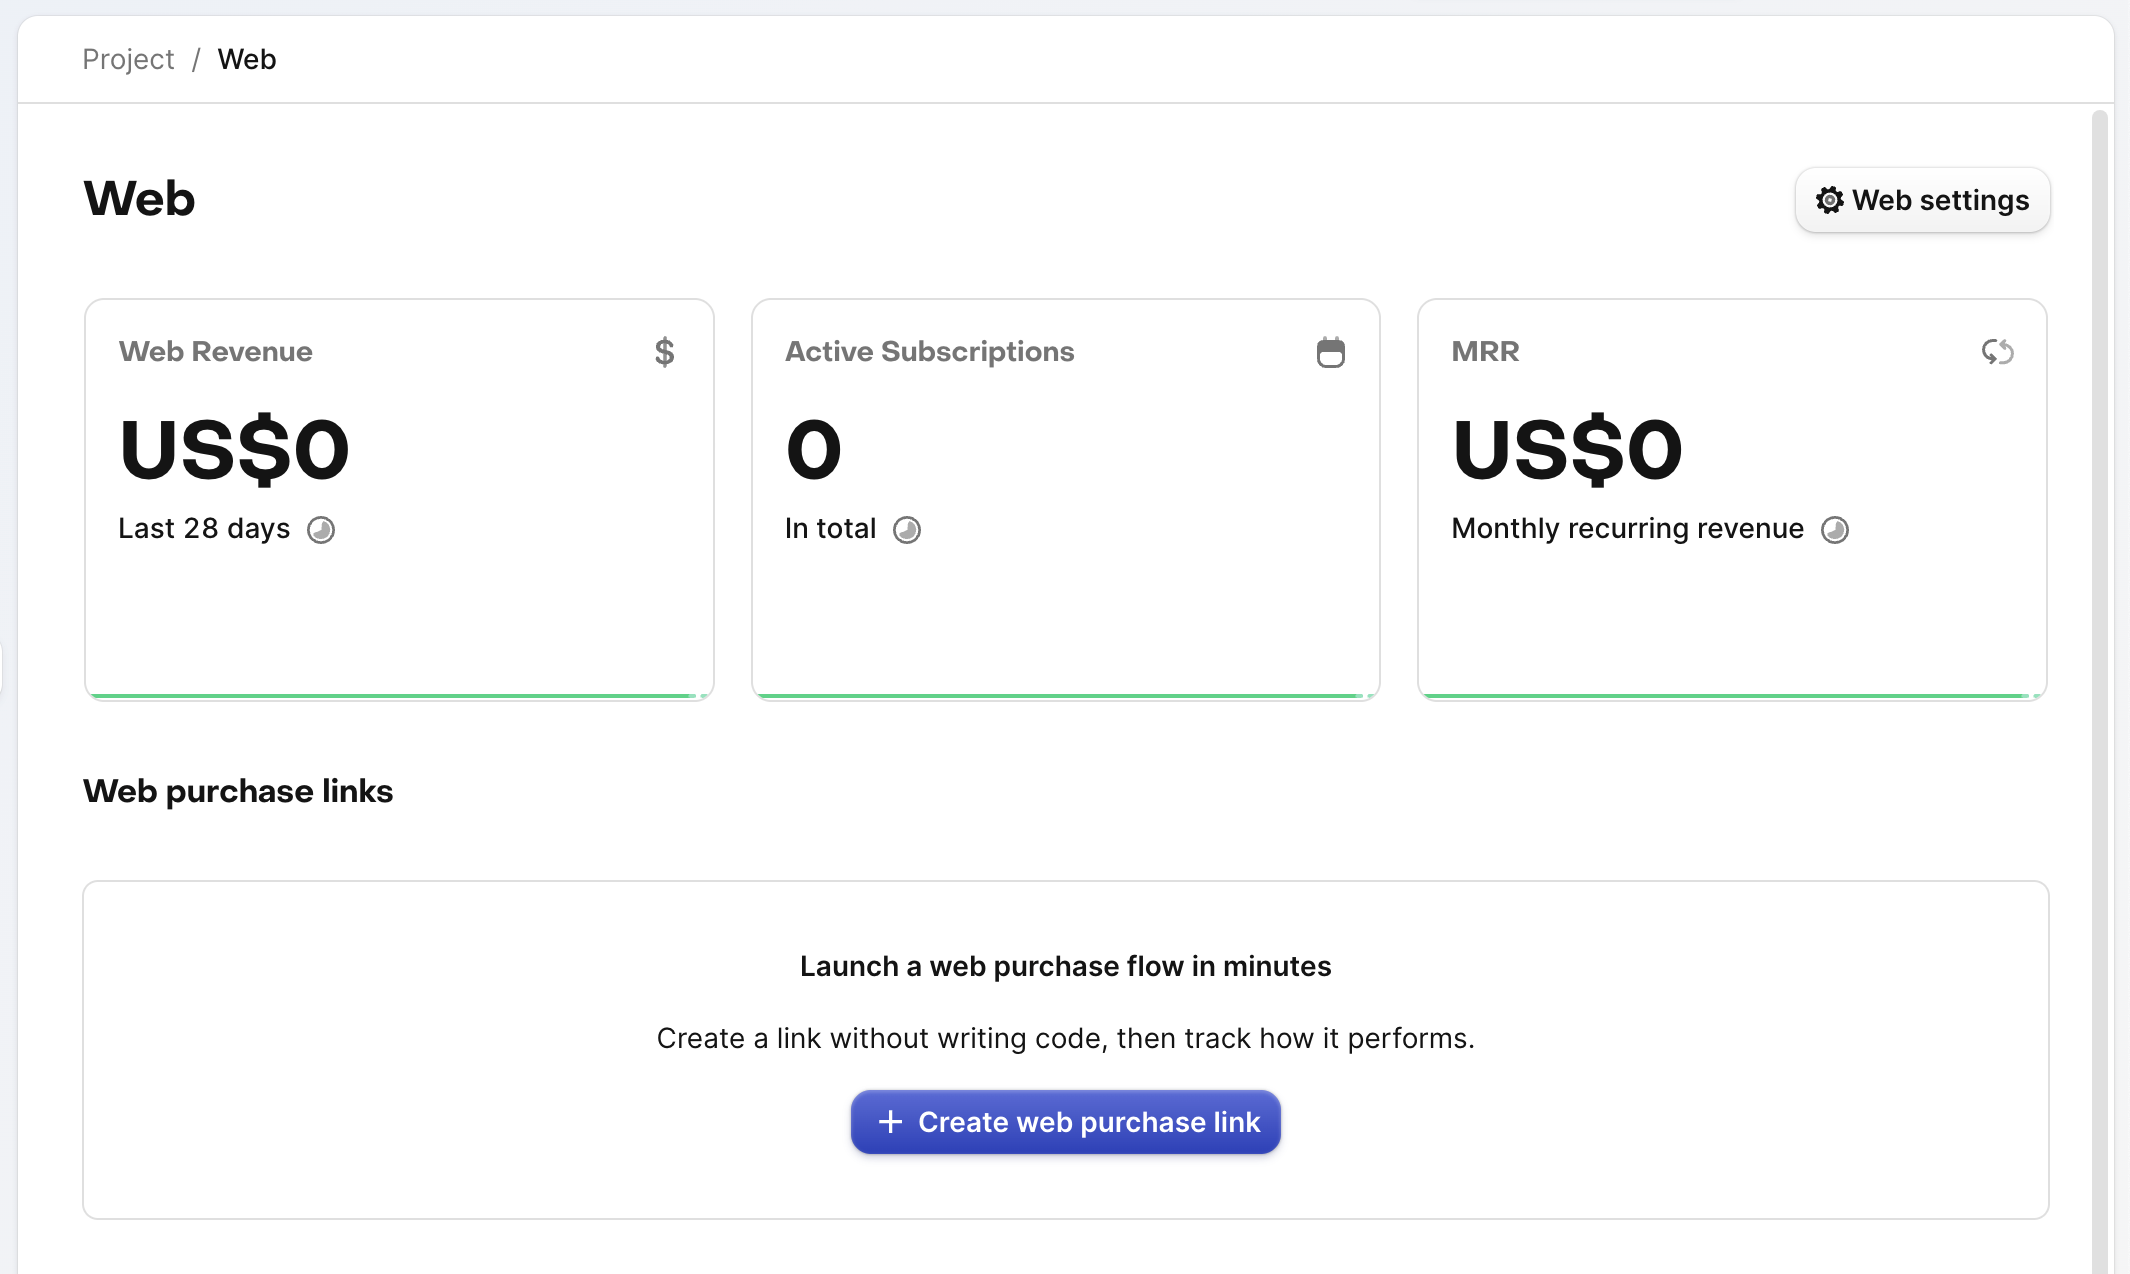 Project / Web
Web
Web settings
Web Revenue
$
US$0
Last 28 days
Active Subscriptions
0
In total
MRR
US$0
Monthly recurring revenue
Web purchase links
Launch a web purchase flow in minutes
Create a link without writing code, then track how it performs.
+ Create web purchase link